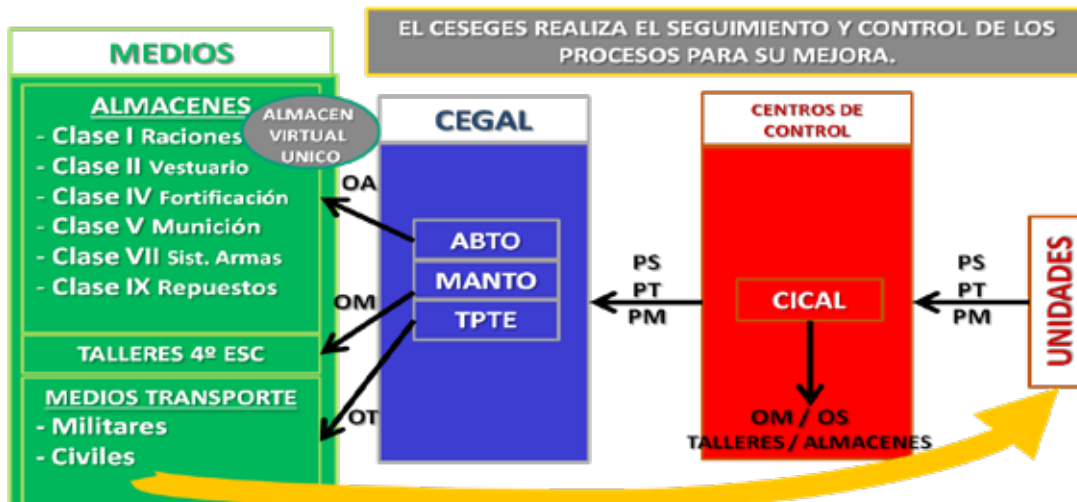 EL CESEGES REALIZA EL SEGUIMIENTO Y CONTROL DE LOS
PROCESOS PARA SU MEJORA.
MEDIOS
ALMACENES
- Clase I Raciones
- Clase II Vestuario
- Clase IV Fortificación
- Clase V Munición
- Clase VII Sist. Armas
- Clase IX Repuestos
ALMACEN
VIRTUAL
UNICO
TALLERES 4º ESC
MEDIOS TRANSPORTE
- Militares
- Civiles
OA
OM
OT
CEGAL
ABTO
MANTO
TPTE
PS
PT
PM
CENTROS DE
CONTROL
CICAL
OM / OS
TALLERES / ALMACENES
PS
PT
PM
UNIDADES